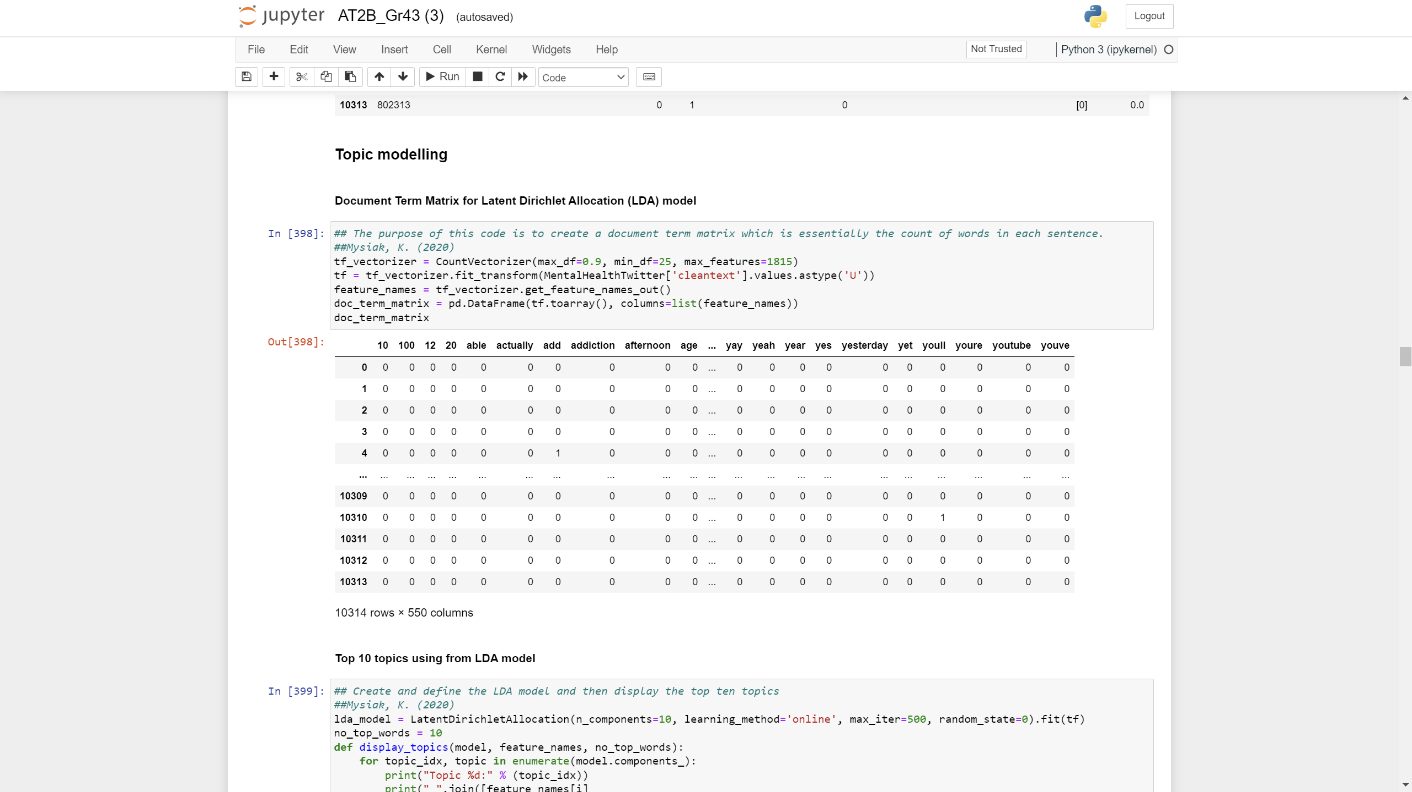 jupyter AT2B_Gr43 (3) (autosaved) Logout
File Edit View Insert Cell Kernel Widgets Help Not Trusted Python 3 (ipykernel)
Run Code
10313 802313 0 1 0 [0] 0.0
Topic modelling
Document Term Matrix for Latent Dirichlet Allocation (LDA) model
In [398]: ## The purpose of this code is to create a document term matrix which is essentially the count of words in each sentence.
##Mysiak, K. (2020)
tf_vectorizer = CountVectorizer(max_df=0.9, min_df=25, max_features=1815)
tf = tf_vectorizer.fit_transform(MentalHealthTwitter['cleantext'].values.astype('U'))
feature_names = tf_vectorizer.get_feature_names_out()
doc_term_matrix = pd.DataFrame(tf.toarray(), columns=list(feature_names))
doc_term_matrix
Out[398]:
10 100 12 20 able actually add addiction afternoon age ... yay yeah year yes yesterday yet youll youre youtube youve
0 0 0 0 0 0 0 0 0 0 0 ... 0 0 0 0 0 0 0 0 0 0
1 0 0 0 0 0 0 0 0 0 0 ... 0 0 0 0 0 0 0 0 0 0
2 0 0 0 0 0 0 0 0 0 0 ... 0 0 0 0 0 0 0 0 0 0
3 0 0 0 0 0 0 0 0 0 0 ... 0 0 0 0 0 0 0 0 0 0
4 0 0 0 0 0 0 1 0 0 0 ... 0 0 0 0 0 0 0 0 0 0
... ... ... ... ... ... ... ... ... ... ... ... ... ... ... ... ... ... ... ... ... ...
10309 0 0 0 0 0 0 0 0 0 0 ... 0 0 0 0 0 0 0 0 0 0
10310 0 0 0 0 0 0 0 0 0 0 ... 0 0 0 0 0 0 1 0 0 0
10311 0 0 0 0 0 0 0 0 0 0 ... 0 0 0 0 0 0 0 0 0 0
10312 0 0 0 0 0 0 0 0 0 0 ... 0 0 0 0 0 0 0 0 0 0
10313 0 0 0 0 0 0 0 0 0 0 ... 0 0 0 0 0 0 0 0 0 0
10314 rows × 550 columns
Top 10 topics using from LDA model
In [399]: ## Create and define the LDA model and then display the top ten topics
##Mysiak, K. (2020)
lda_model = LatentDirichletAllocation(n_components=10, learning_method='online', max_iter=500, random_state=0).fit(tf)
no_top_words = 10
def display_topics(model, feature_names, no_top_words):
for topic_idx, topic in enumerate(model.components_):
print("Topic %d:" % (topic_idx))
print(" ".join([feature_names[i]